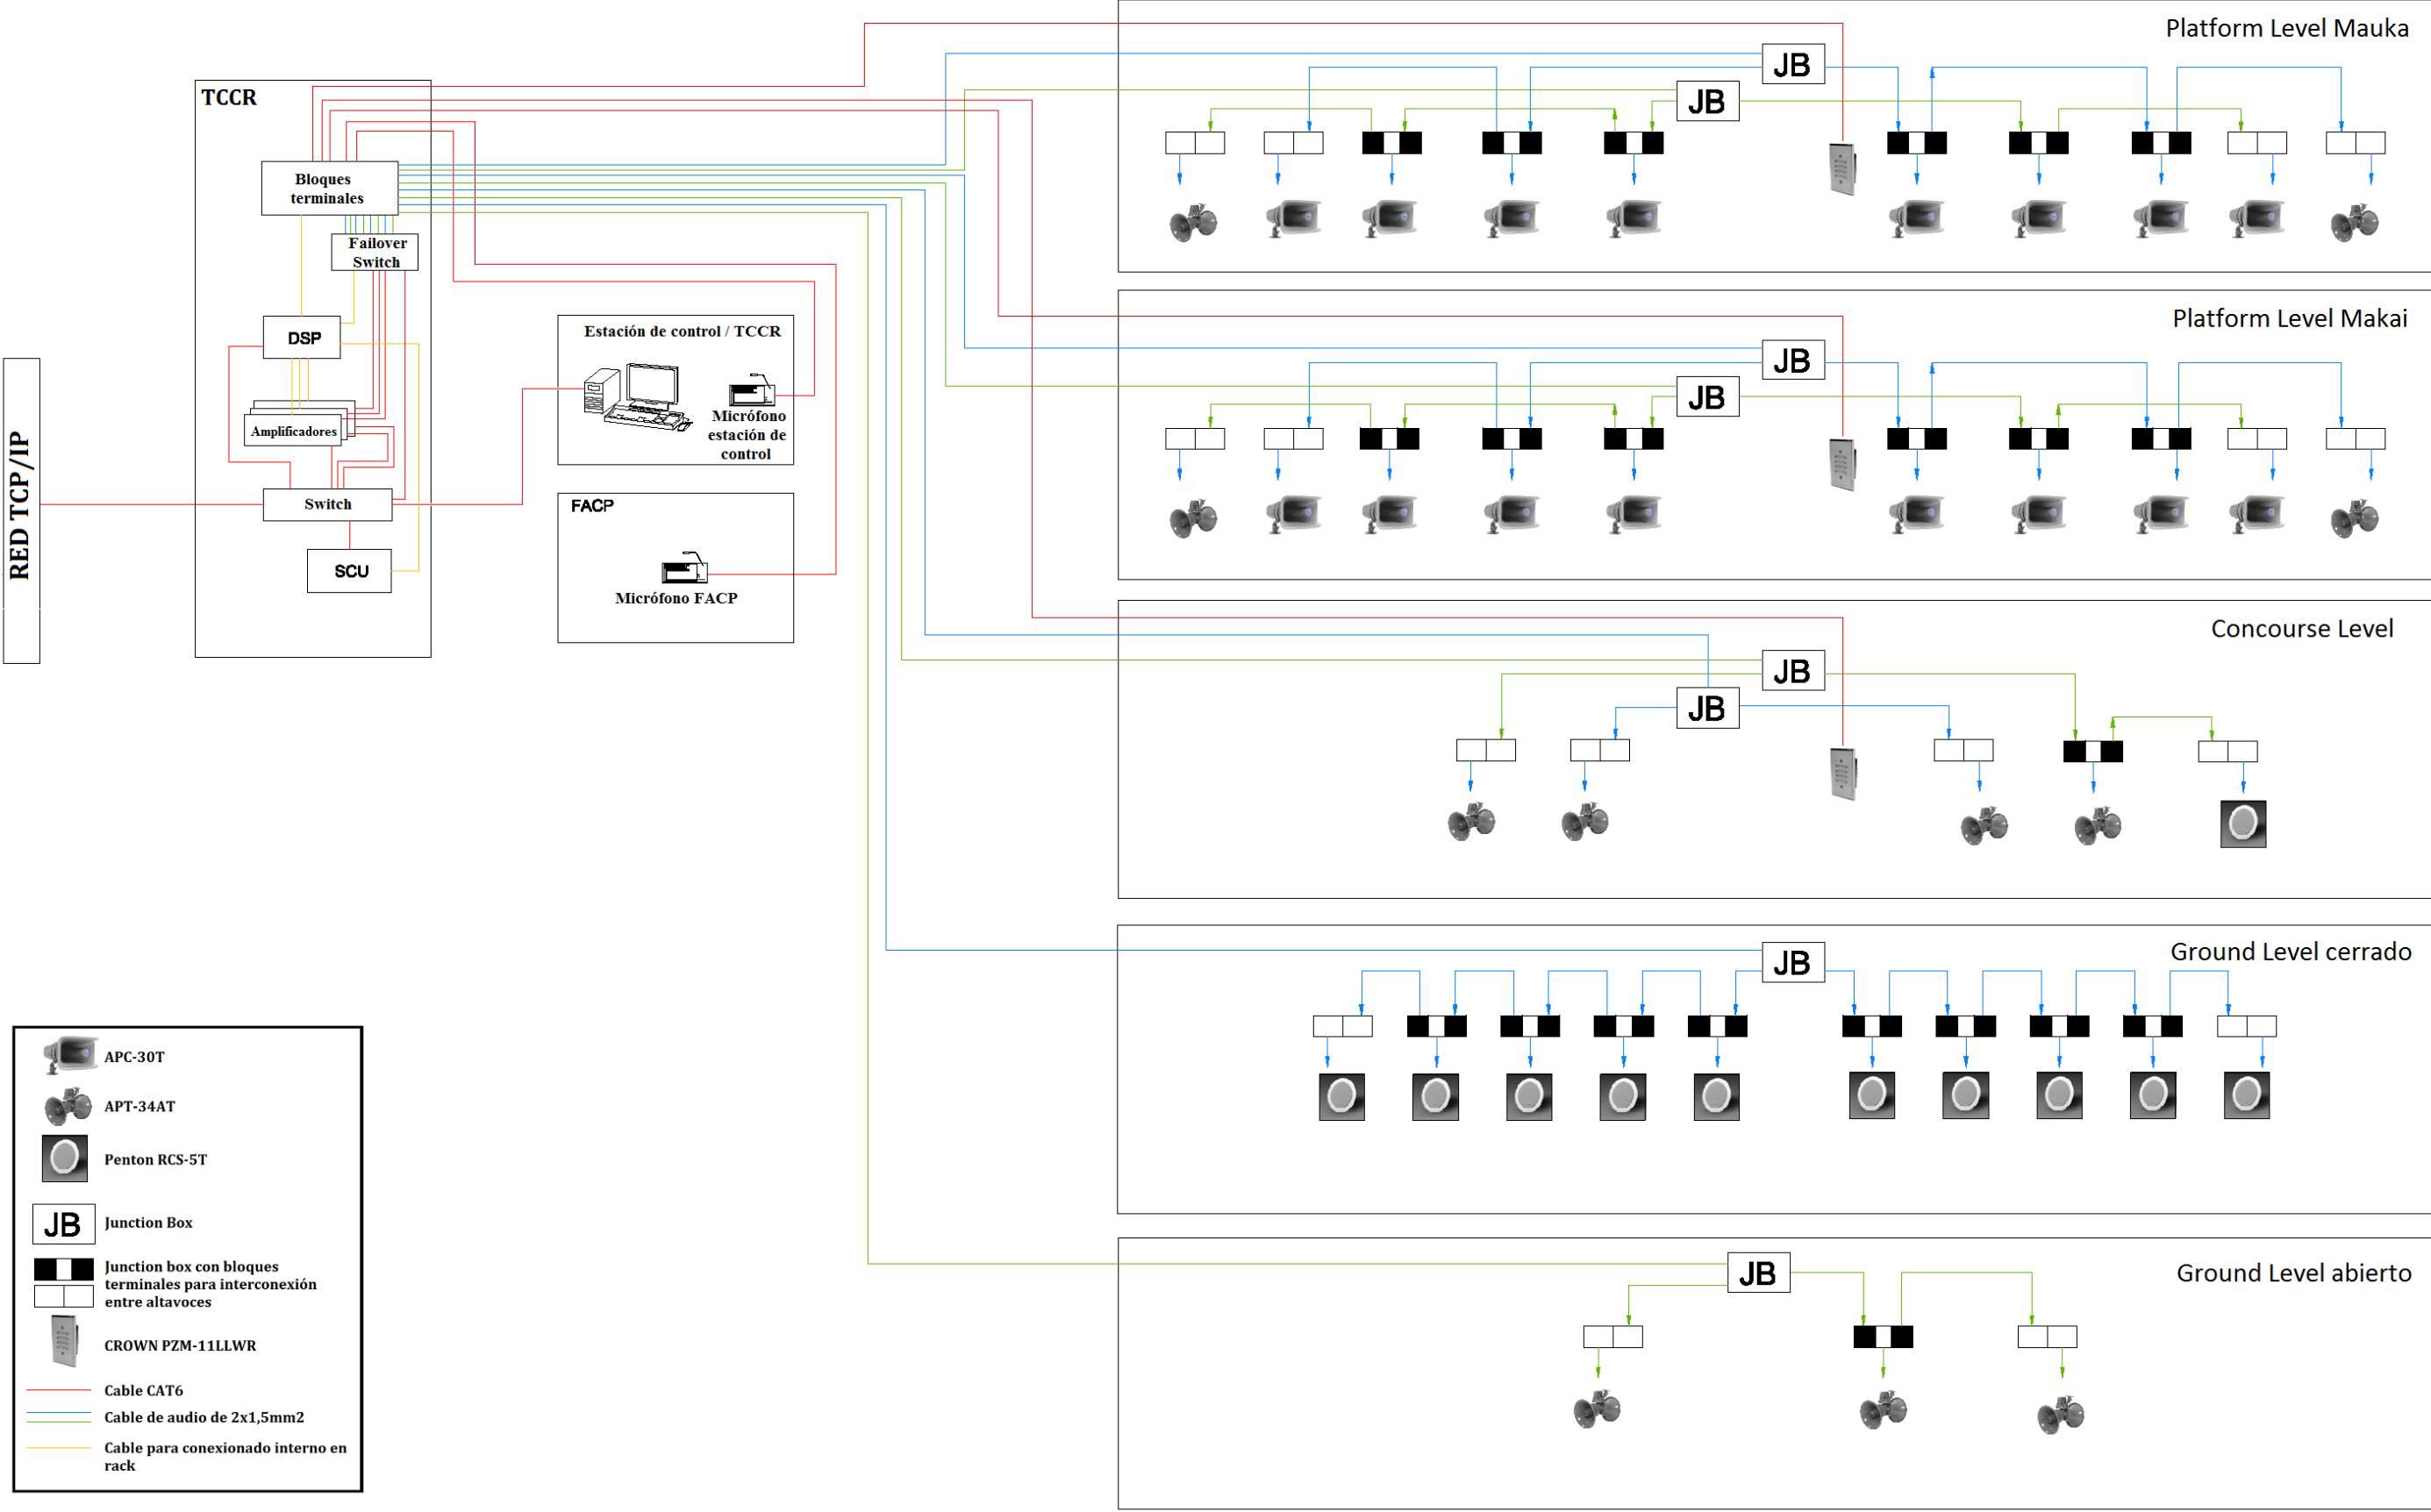 Platform Level Mauka
JB
JB
TCCR
Bloques
terminales
Failover
Switch
DSP
Amplificadores
Switch
SCU
RED TCP/IP
Estación de control / TCCR
Micrófono
estación de
control
FACP
Micrófono FACP
Platform Level Makai
JB
JB
Concourse Level
JB
JB
Ground Level cerrado
JB
Ground Level abierto
JB
APC-30T
APT-34AT
Penton RCS-5T
JB
Junction Box
Junction box con bloques
terminales para interconexión
entre altavoces
CROWN PZM-11LLWR
Cable CAT6
Cable de audio de 2x1,5mm2
Cable para conexionado interno en
rack